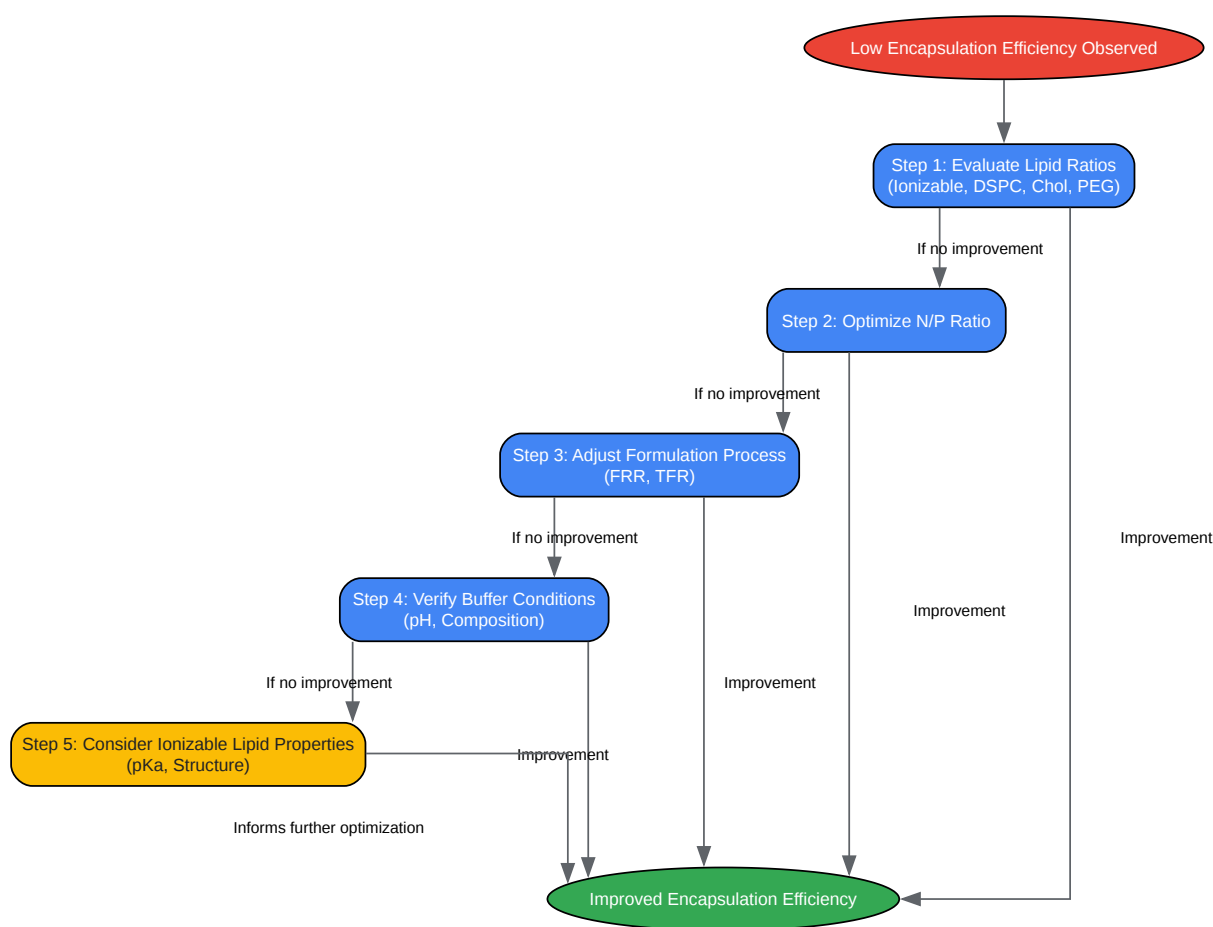 Low Encapsulation Efficiency Observed
Step 1: Evaluate Lipid Ratios
(Ionizable, DSPC, Chol, PEG)
If no improvement
Step 2: Optimize N/P Ratio
If no improvement
Step 3: Adjust Formulation Process
(FRR, TFR)
If no improvement
Improvement
Step 4: Verify Buffer Conditions
(pH, Composition)
Improvement
If no improvement
Improvement
Step 5: Consider Ionizable Lipid Properties
(pKa, Structure)
Improvement
Informs further optimization
Improved Encapsulation Efficiency